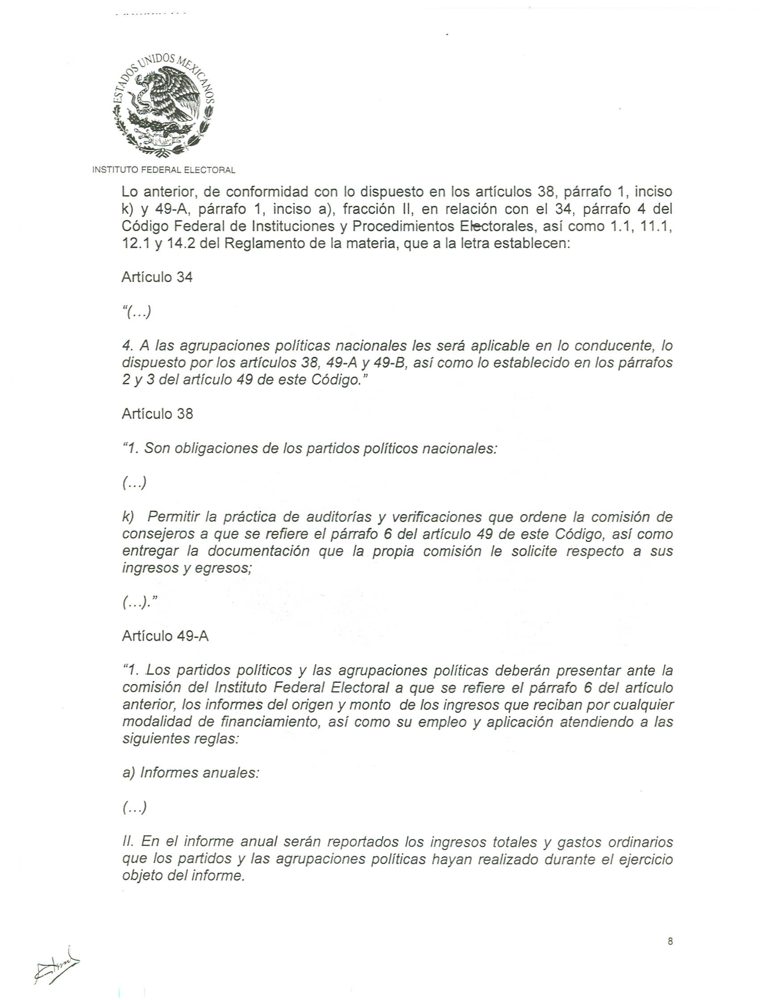 ESTADOS UNIDOS MEXICANOS
INSTITUTO FEDERAL ELECTORAL
Lo anterior, de conformidad con lo dispuesto en los artículos 38, párrafo 1, inciso
k) y 49-A, párrafo 1, inciso a), fracción II, en relación con el 34, párrafo 4 del
Código Federal de Instituciones y Procedimientos Electorales, así como 1.1, 11.1,
12.1 y 14.2 del Reglamento de la materia, que a la letra establecen:
Artículo 34
“(...)
4. A las agrupaciones políticas nacionales les será aplicable en lo conducente, lo
dispuesto por los artículos 38, 49-A y 49-B, así como lo establecido en los párrafos
2 y 3 del artículo 49 de este Código.”
Artículo 38
“1. Son obligaciones de los partidos políticos nacionales:
(...)
k) Permitir la práctica de auditorías y verificaciones que ordene la comisión de
consejeros a que se refiere el párrafo 6 del artículo 49 de este Código, así como
entregar la documentación que la propia comisión le solicite respecto a sus
ingresos y egresos;
(...).”
Artículo 49-A
“1. Los partidos políticos y las agrupaciones políticas deberán presentar ante la
comisión del Instituto Federal Electoral a que se refiere el párrafo 6 del artículo
anterior, los informes del origen y monto de los ingresos que reciban por cualquier
modalidad de financiamiento, así como su empleo y aplicación atendiendo a las
siguientes reglas:
a) Informes anuales:
(...)
II. En el informe anual serán reportados los ingresos totales y gastos ordinarios
que los partidos y las agrupaciones políticas hayan realizado durante el ejercicio
objeto del informe.
8